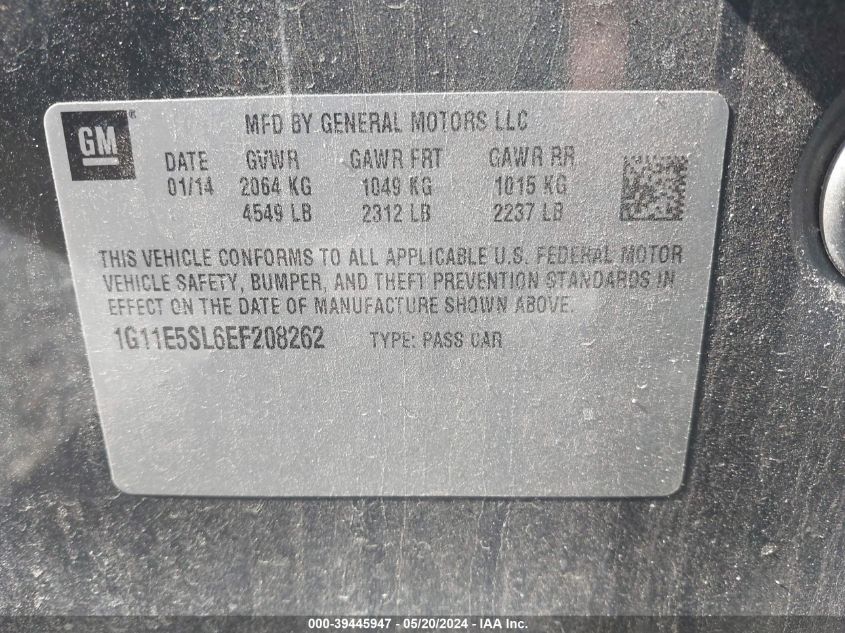 GM®
MFD BY GENERAL MOTORS LLC
DATE GVWR GAWR FRT GAWR RR
01/14 2064 KG 1049 KG 1015 KG
4549 LB 2312 LB 2237 LB
THIS VEHICLE CONFORMS TO ALL APPLICABLE U.S. FEDERAL MOTOR
VEHICLE SAFETY, BUMPER, AND THEFT PREVENTION STANDARDS IN
EFFECT ON THE DATE OF MANUFACTURE SHOWN ABOVE.
1G11E5SL6EF208262 TYPE: PASS CAR
000-39445947 - 05/20/2024 - IAA, Inc.